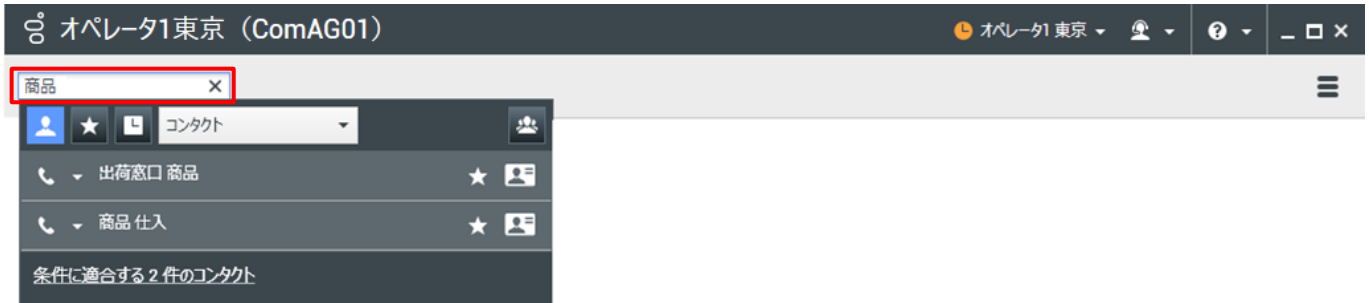 オペレータ1東京（ComAG01）
オペレータ1 東京
商品
コンタクト
出荷窓口 商品
商品 仕入
条件に適合する 2 件のコンタクト